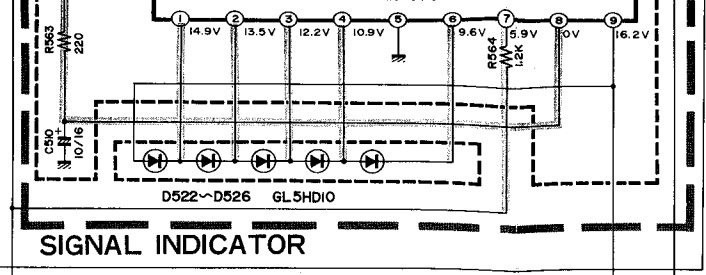 1 2 3 4 5 6 7 8 9
14.9V 13.5V 12.2V 10.9V 9.6V 5.9V 0V 16.2V
R563
220
R564
1.2K
C510
+
10/16
D522~D526 GL5HD10
SIGNAL INDICATOR